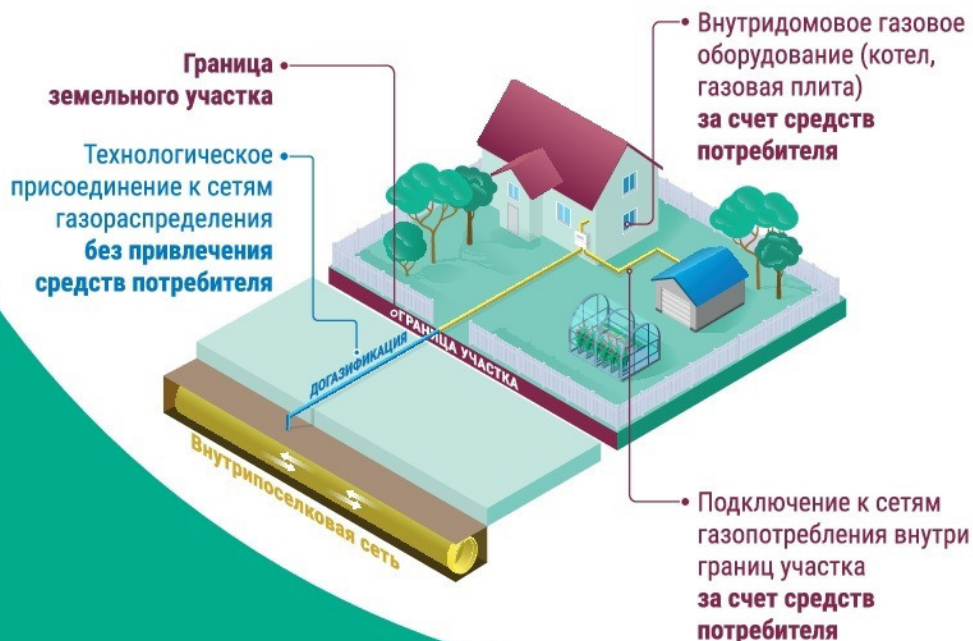 Граница
земельного участка
Технологическое
присоединение к сетям
газораспределения
без привлечения
средств потребителя
Внутридомовое газовое
оборудование (котел,
газовая плита)
за счет средств
потребителя
ГРАНИЦА УЧАСТКА
ДОГАЗИФИКАЦИЯ
Внутрипоселковая сеть
Подключение к сетям
газопотребления внутри
границ участка
за счет средств
потребителя